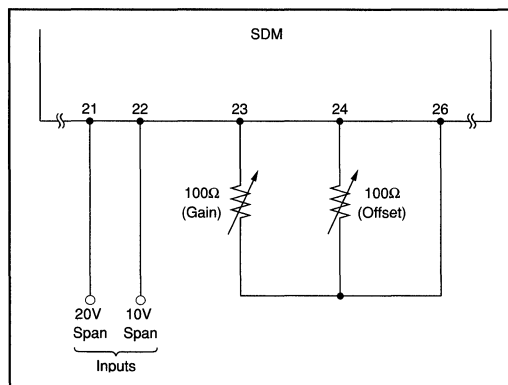 SDM
21 22 23 24 26
100Ω
(Gain)
100Ω
(Offset)
20V
Span
10V
Span
Inputs